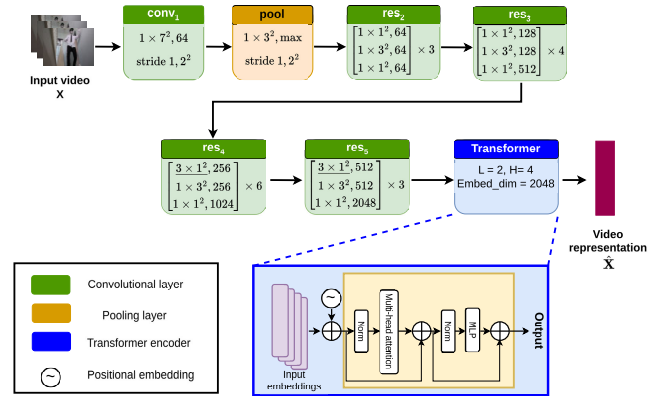 conv₁
1 × 7², 64
stride 1, 2²
pool
1 × 3², max
stride 1, 2²
res₂
1 × 1², 64
1 × 3², 64 × 3
1 × 1², 64
res₃
1 × 1², 128
1 × 3², 128 × 4
1 × 1², 512
Input video
X
res₄
3 × 1², 256
1 × 3², 256 × 6
1 × 1², 1024
res₅
3 × 1², 512
1 × 3², 512 × 3
1 × 1², 2048
Transformer
L = 2, H= 4
Embed_dim = 2048
Video
representation
X̂
Convolutional layer
Pooling layer
Transformer encoder
~ Positional embedding
~
Input
embeddings
Norm
Multi-head attention
Norm
MLP
Output